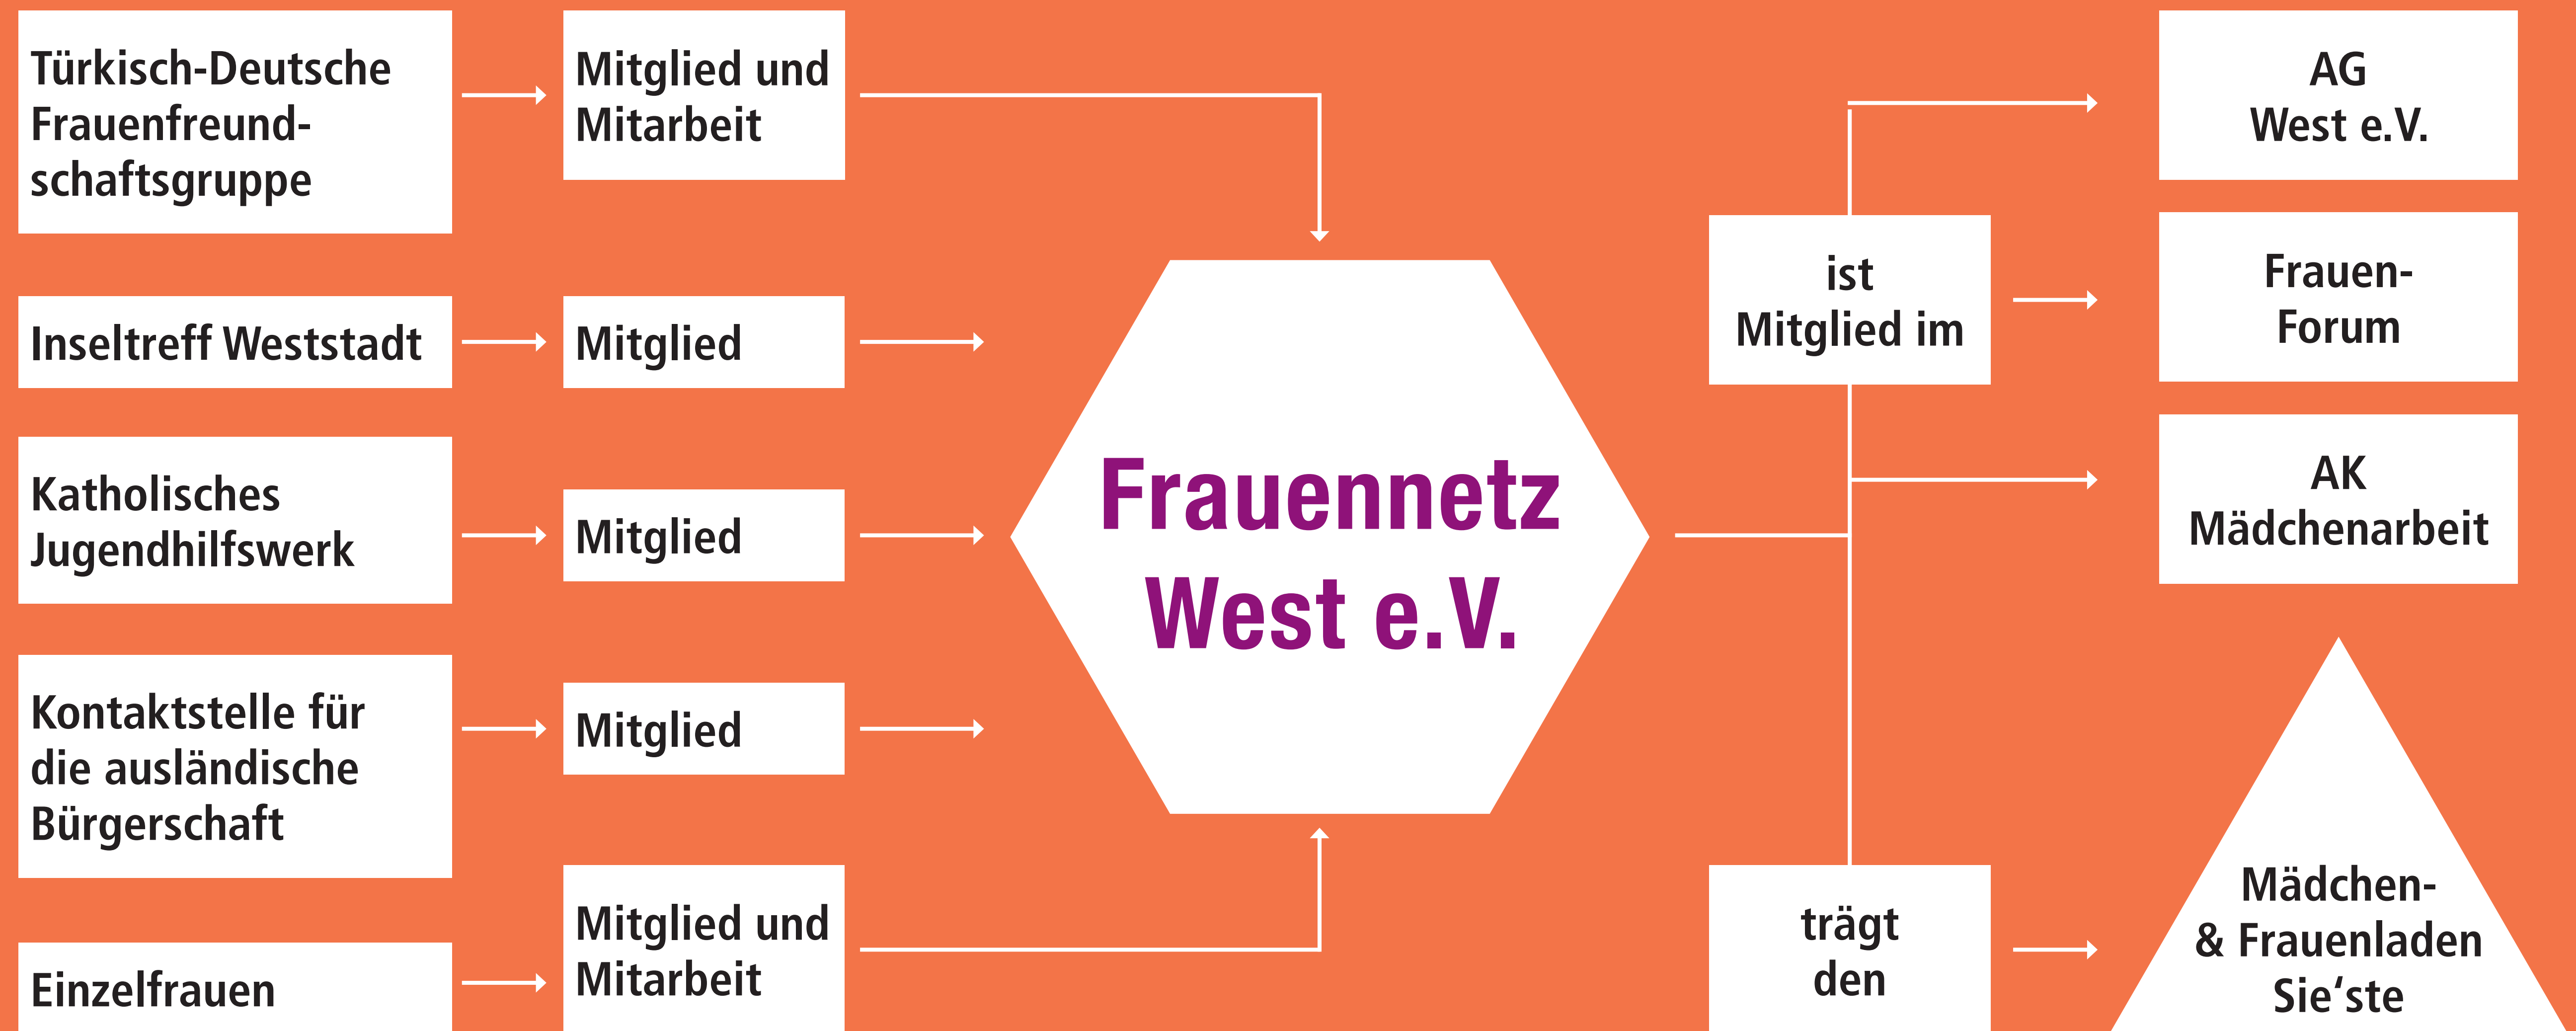 Türkisch-Deutsche
Frauenfreund-
schaftsgruppe
Mitglied und
Mitarbeit
Inseltreff Weststadt
Mitglied
Katholisches
Jugendhilfswerk
Mitglied
Kontaktstelle für
die ausländische
Bürgerschaft
Mitglied
Einzelfrauen
Mitglied und
Mitarbeit
Frauennetz
West e.V.
ist
Mitglied im
AG
West e.V.
Frauen-
Forum
AK
Mädchenarbeit
trägt
den
Mädchen-
& Frauenladen
Sie‘ste